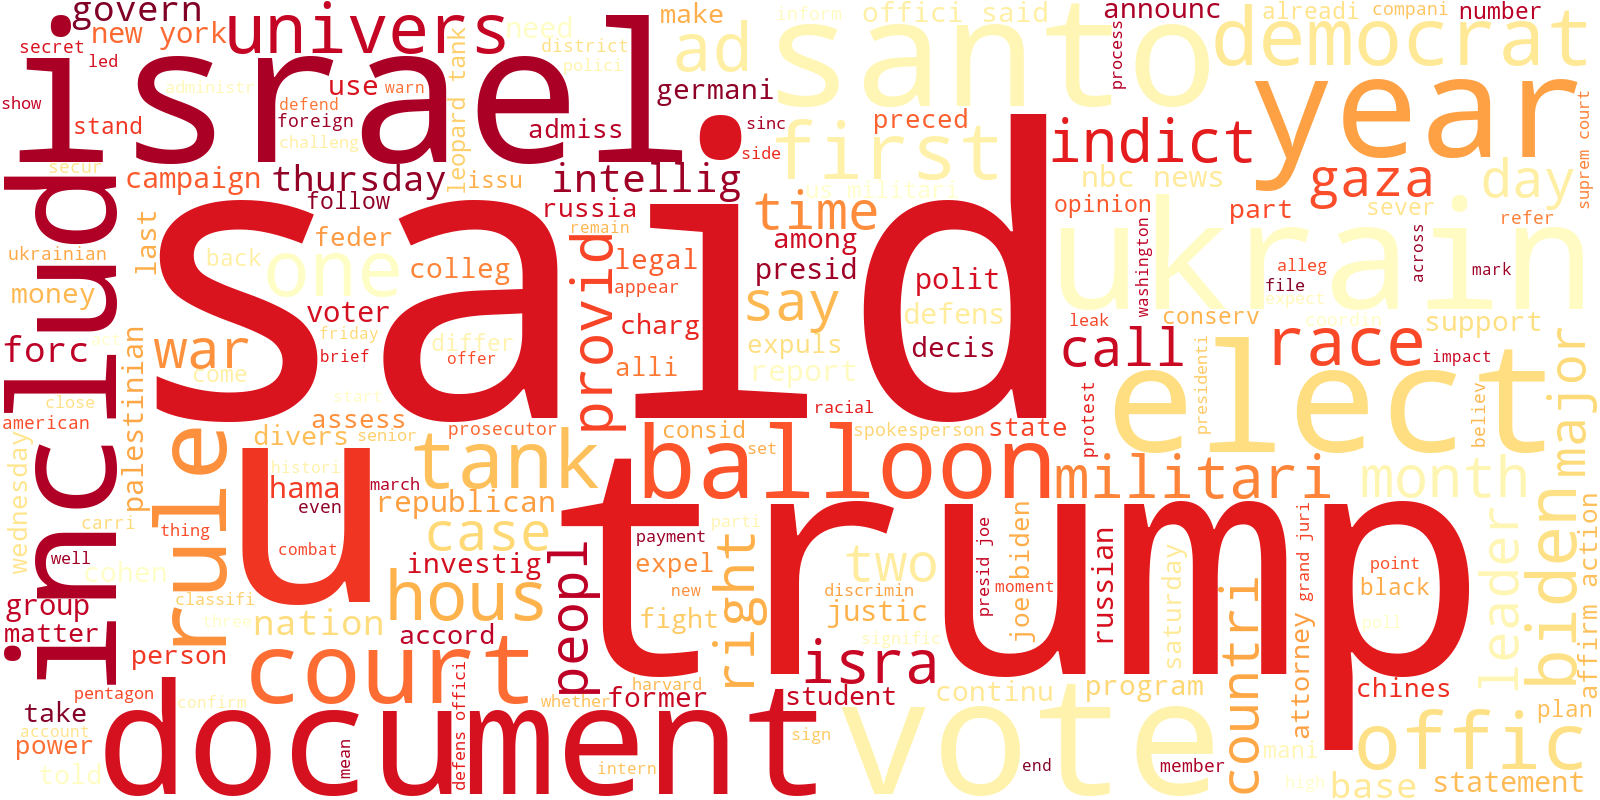 govern
secret
new york
univers
led
israel
show
stand
administr
use
warn
defend
foreign
challeng
leopard tank
need
district
polici
make
ad
inform
offici said
santo
announc
process
alreadi
compani
number
democrat
germani
admiss
sinc
side
preced
first
us militari
indict
year
suprem court
secur
campaign
thursday
follow
issu
intellig
russia
remain
time
nbc news
opinion
gaza
part
day
sever
refer
includ
ukrainian
money
last
back
feder
one
colleg
voter
friday
brief
said
provid
legal
appear
charg
alli
among
presid
say
expuls
report
polit
defens
decis
ukrain
washington
alleg
file
expect
across
mark
leak
conserv
coordin
support
forc
act
close
american
palestinian
war
come
differ
offer
start
assess
call
race
impact
presidenti
elect
believ
major
protest
racial
wednesday
rule
divers
senior
prosecutor
histori
hama
even
march
republican
tank
consid
set
spokesperson
state
balloon
militari
month
carri
well
thing
u
combat
case
investig
cohen
classifi
three
group
matter
nation
hous
accord
peopl
payment
expel
new
fight
parti
right
two
discrimin
justic
signific
presid joe
moment
joe biden
russian
saturday
countri
grand juri
attorney
point
black
poll
leader
biden
affirm action
trump
person
court
isra
pentagon
confirm
take
account
power
told
document
mean
defens offici
whether
harvard
former
student
intern
sign
continu
vote
program
end
member
mani
high
chines
offic
plan
base
statement